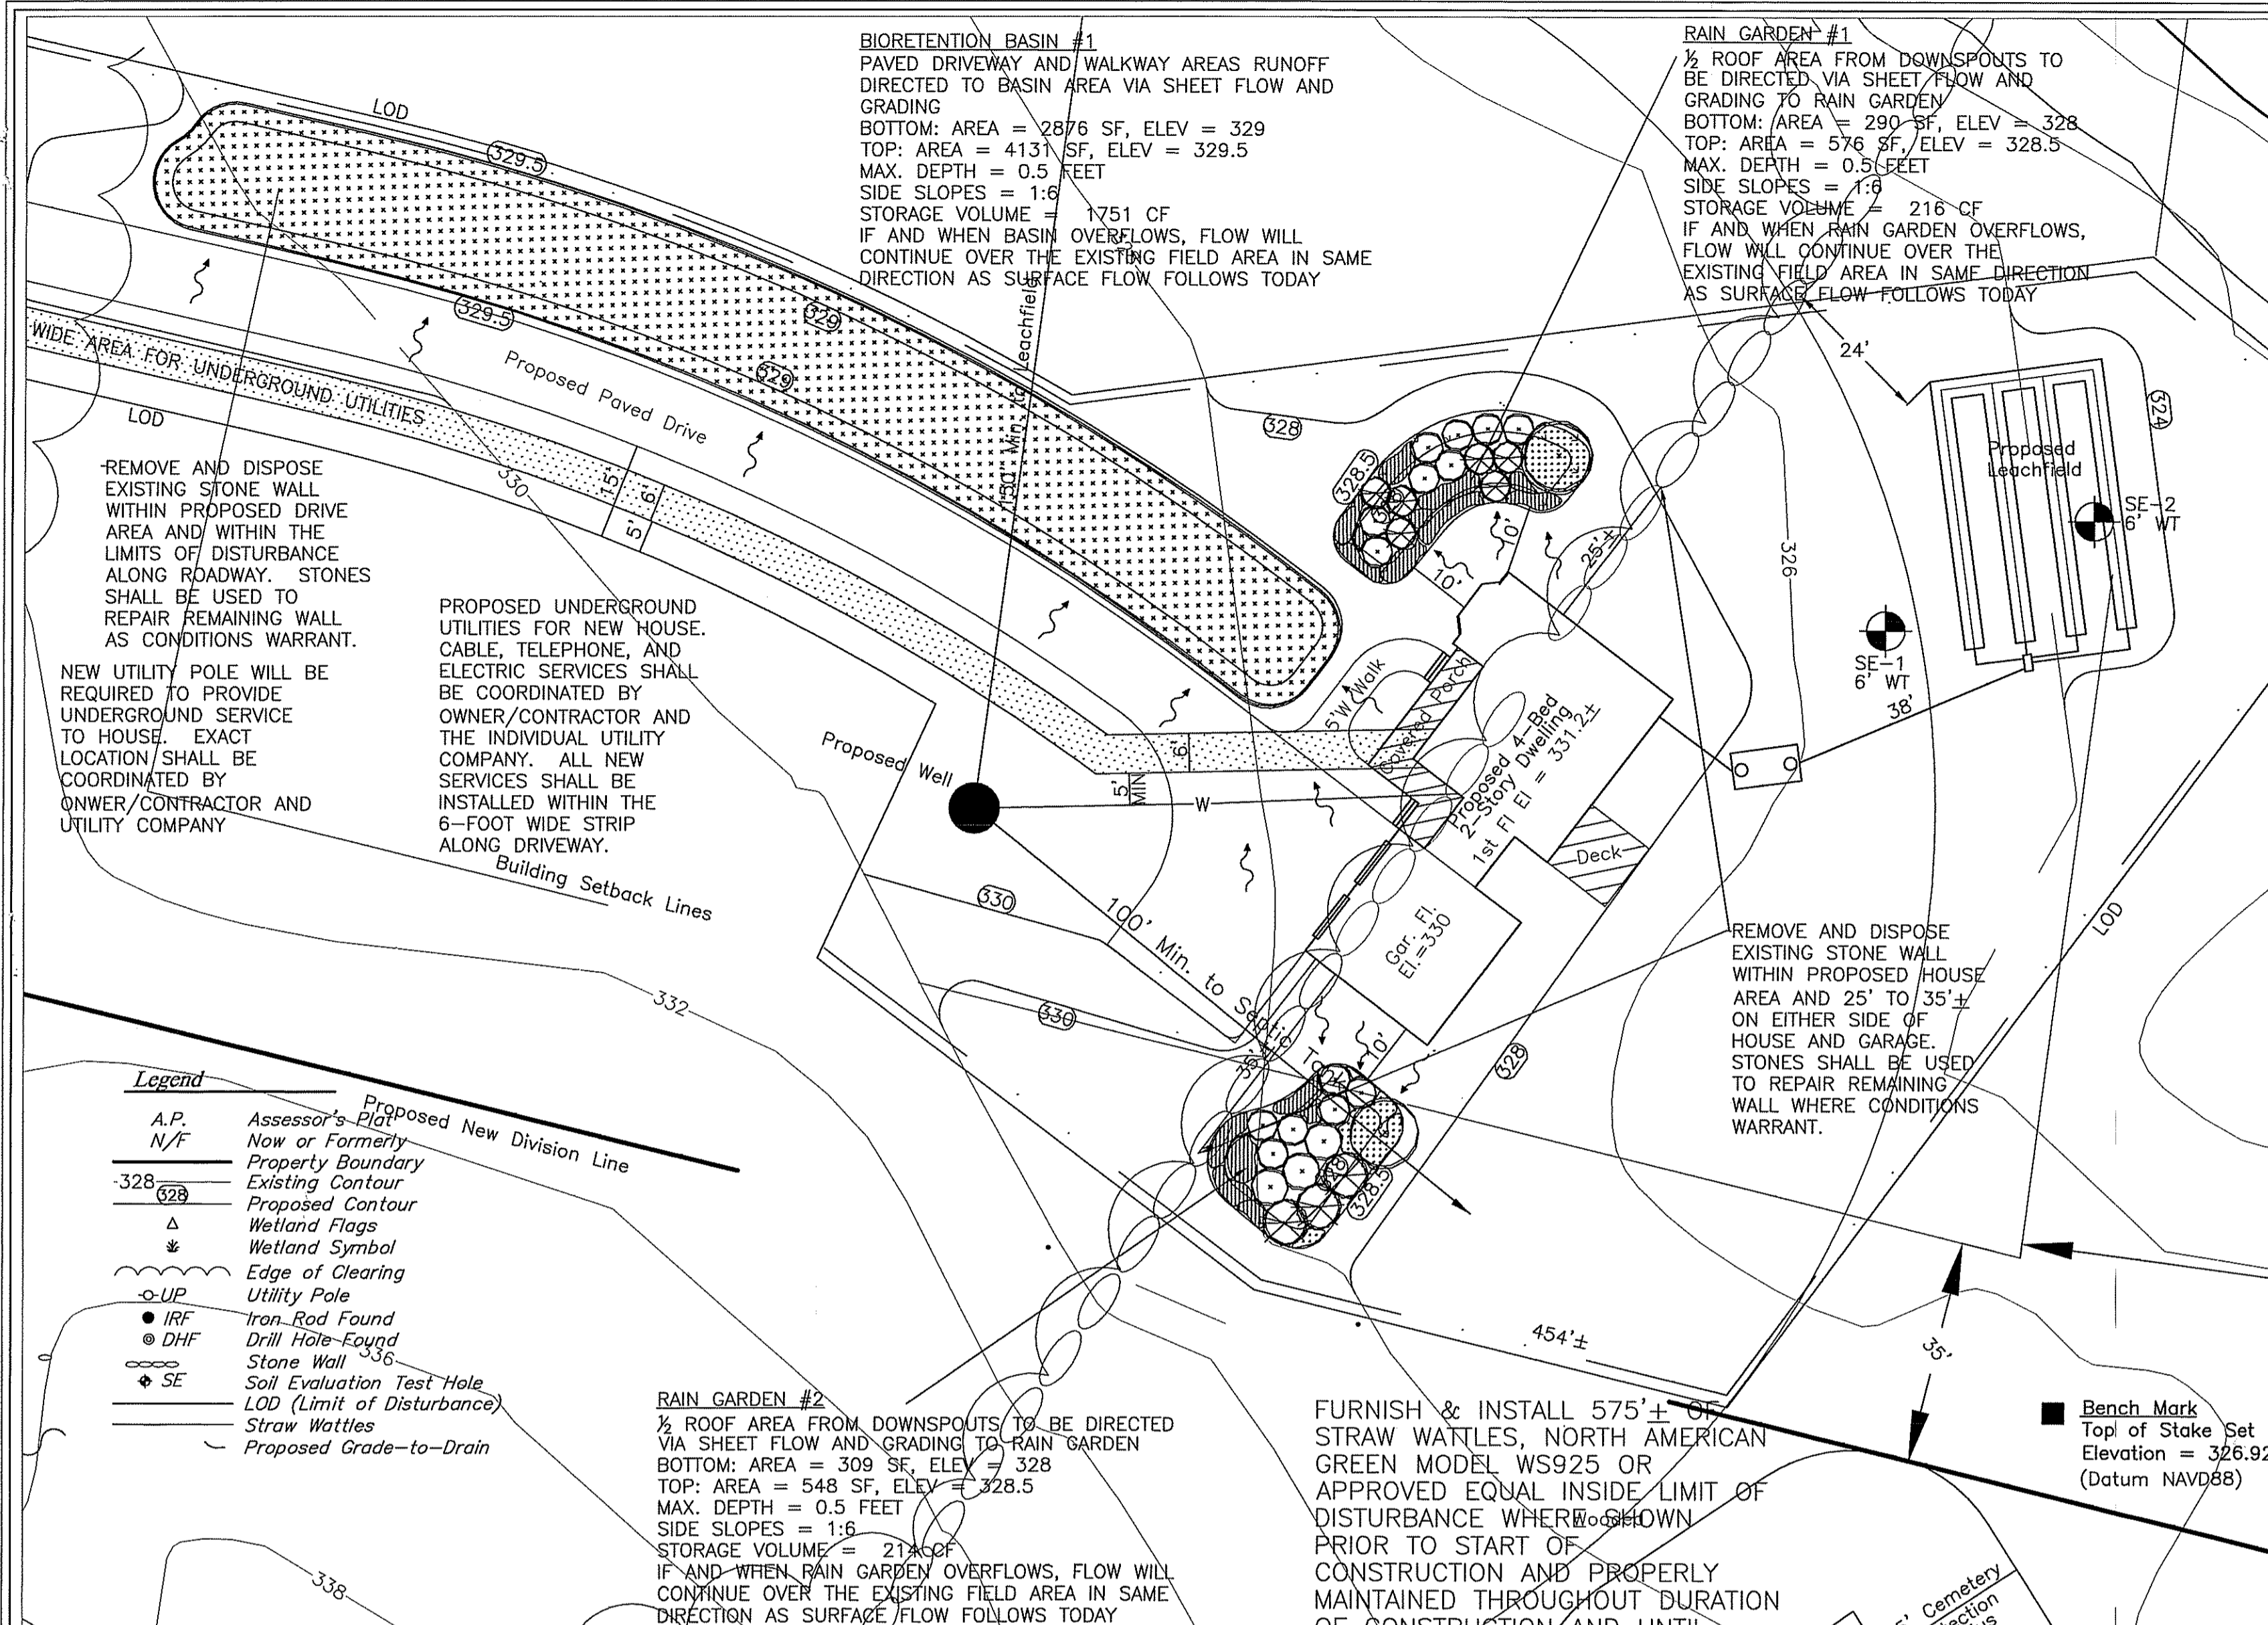 BIORETENTION BASIN #1
PAVED DRIVEWAY AND WALKWAY AREAS RUNOFF
DIRECTED TO BASIN AREA VIA SHEET FLOW AND
GRADING
BOTTOM: AREA = 2876 SF, ELEV = 329
TOP: AREA = 4131 SF, ELEV = 329.5
MAX. DEPTH = 0.5 FEET
SIDE SLOPES = 1:6
STORAGE VOLUME = 1751 CF
IF AND WHEN BASIN OVERFLOWS, FLOW WILL
CONTINUE OVER THE EXISTING FIELD AREA IN SAME
DIRECTION AS SURFACE FLOW FOLLOWS TODAY
RAIN GARDEN #1
½ ROOF AREA FROM DOWNSPOUTS TO
BE DIRECTED VIA SHEET FLOW AND
GRADING TO RAIN GARDEN
BOTTOM: AREA = 290 SF, ELEV = 328
TOP: AREA = 576 SF, ELEV = 328.5
MAX. DEPTH = 0.5 FEET
SIDE SLOPES = 1:6
STORAGE VOLUME = 216 CF
IF AND WHEN RAIN GARDEN OVERFLOWS,
FLOW WILL CONTINUE OVER THE
EXISTING FIELD AREA IN SAME DIRECTION
AS SURFACE FLOW FOLLOWS TODAY
LOD
329.5
329.5
329
329
WIDE AREA FOR UNDERGROUND UTILITIES
Proposed Paved Drive
150' Min. to Leachfield
LOD
330
15'
6'
5'
328
328.5
10'
10'
25'±
24'
326
324
Proposed
Leachfield
SE-2
6' WT
SE-1
6' WT
38'
REMOVE AND DISPOSE
EXISTING STONE WALL
WITHIN PROPOSED DRIVE
AREA AND WITHIN THE
LIMITS OF DISTURBANCE
ALONG ROADWAY. STONES
SHALL BE USED TO
REPAIR REMAINING WALL
AS CONDITIONS WARRANT.
NEW UTILITY POLE WILL BE
REQUIRED TO PROVIDE
UNDERGROUND SERVICE
TO HOUSE. EXACT
LOCATION SHALL BE
COORDINATED BY
ONWER/CONTRACTOR AND
UTILITY COMPANY
PROPOSED UNDERGROUND
UTILITIES FOR NEW HOUSE.
CABLE, TELEPHONE, AND
ELECTRIC SERVICES SHALL
BE COORDINATED BY
OWNER/CONTRACTOR AND
THE INDIVIDUAL UTILITY
COMPANY. ALL NEW
SERVICES SHALL BE
INSTALLED WITHIN THE
6-FOOT WIDE STRIP
ALONG DRIVEWAY.
Building Setback Lines
Proposed Well
5'W Walk
Covered Porch
Proposed 4-Bed
2-Story Dwelling
1st Fl El = 331.2±
6'
5'
MIN
W
Deck
Gar. Fl.
El.=330
330
100' Min. to Septic Tank
330
35'±
10'
328
328
328.5
LOD
REMOVE AND DISPOSE
EXISTING STONE WALL
WITHIN PROPOSED HOUSE
AREA AND 25' TO 35'±
ON EITHER SIDE OF
HOUSE AND GARAGE.
STONES SHALL BE USED
TO REPAIR REMAINING
WALL WHERE CONDITIONS
WARRANT.
332
Proposed New Division Line
Legend
A.P. Assessor's Plat
N/F Now or Formerly
Property Boundary
-328 Existing Contour
328 Proposed Contour
Wetland Flags
Wetland Symbol
Edge of Clearing
UP Utility Pole
IRF Iron Rod Found
DHF Drill Hole Found
Stone Wall
SE Soil Evaluation Test Hole
LOD (Limit of Disturbance)
Straw Wattles
Proposed Grade-to-Drain
336
338
RAIN GARDEN #2
½ ROOF AREA FROM DOWNSPOUTS TO BE DIRECTED
VIA SHEET FLOW AND GRADING TO RAIN GARDEN
BOTTOM: AREA = 309 SF, ELEV = 328
TOP: AREA = 548 SF, ELEV = 328.5
MAX. DEPTH = 0.5 FEET
SIDE SLOPES = 1:6
STORAGE VOLUME = 214 CF
IF AND WHEN RAIN GARDEN OVERFLOWS, FLOW WILL
CONTINUE OVER THE EXISTING FIELD AREA IN SAME
DIRECTION AS SURFACE FLOW FOLLOWS TODAY
454'±
35'
FURNISH & INSTALL 575'± OF
STRAW WATTLES, NORTH AMERICAN
GREEN MODEL WS925 OR
APPROVED EQUAL INSIDE LIMIT OF
DISTURBANCE WHERE SHOWN
Wooded
PRIOR TO START OF
CONSTRUCTION AND PROPERLY
MAINTAINED THROUGHOUT DURATION
OF CONSTRUCTION AND UNTIL
Bench Mark
Top of Stake Set
Elevation = 326.92
(Datum NAVD88)
Cemetery